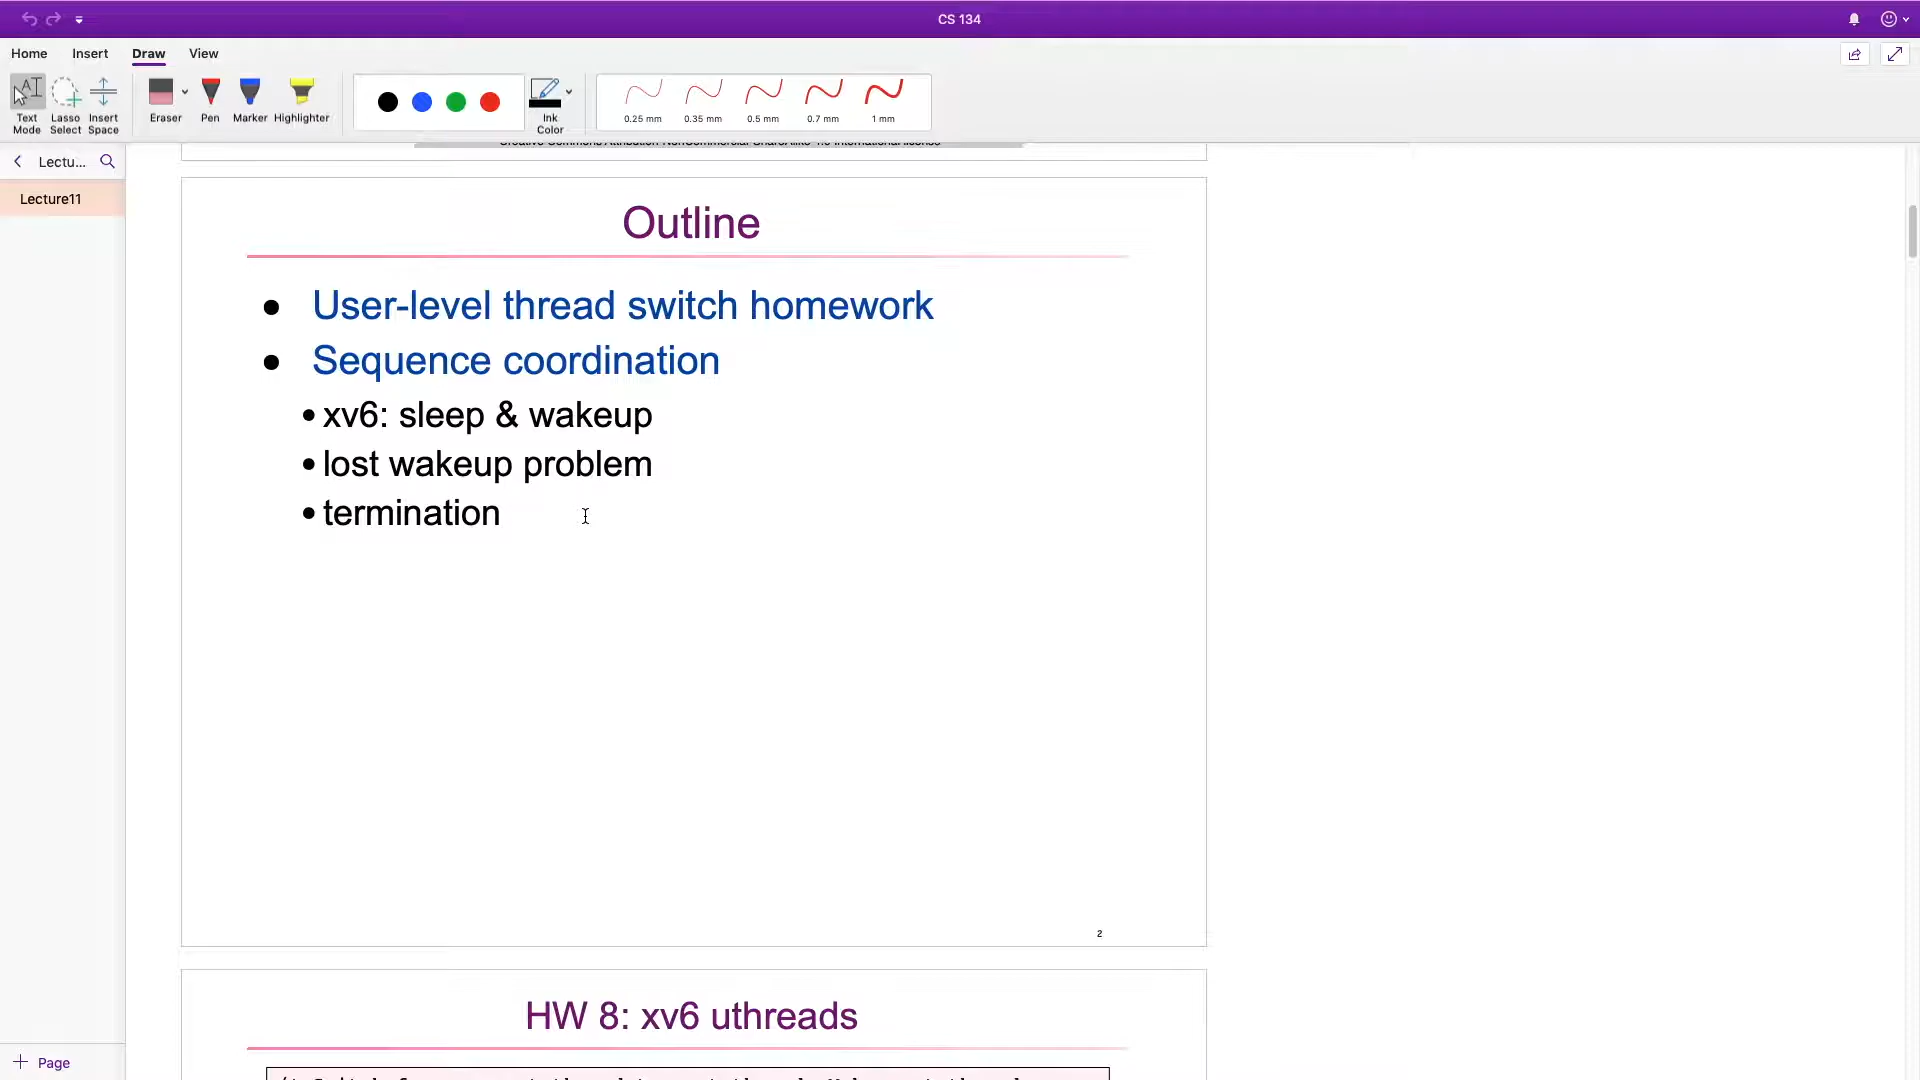 CS 134
Home Insert Draw View
Text Mode
Lasso Select
Insert Space
Eraser
Pen
Marker
Highlighter
Ink Color
0.25 mm
0.35 mm
0.5 mm
0.7 mm
1 mm
Lectu...
Lecture11
Outline
• User-level thread switch homework
• Sequence coordination
• xv6: sleep & wakeup
• lost wakeup problem
• termination
2
HW 8: xv6 uthreads
+ Page